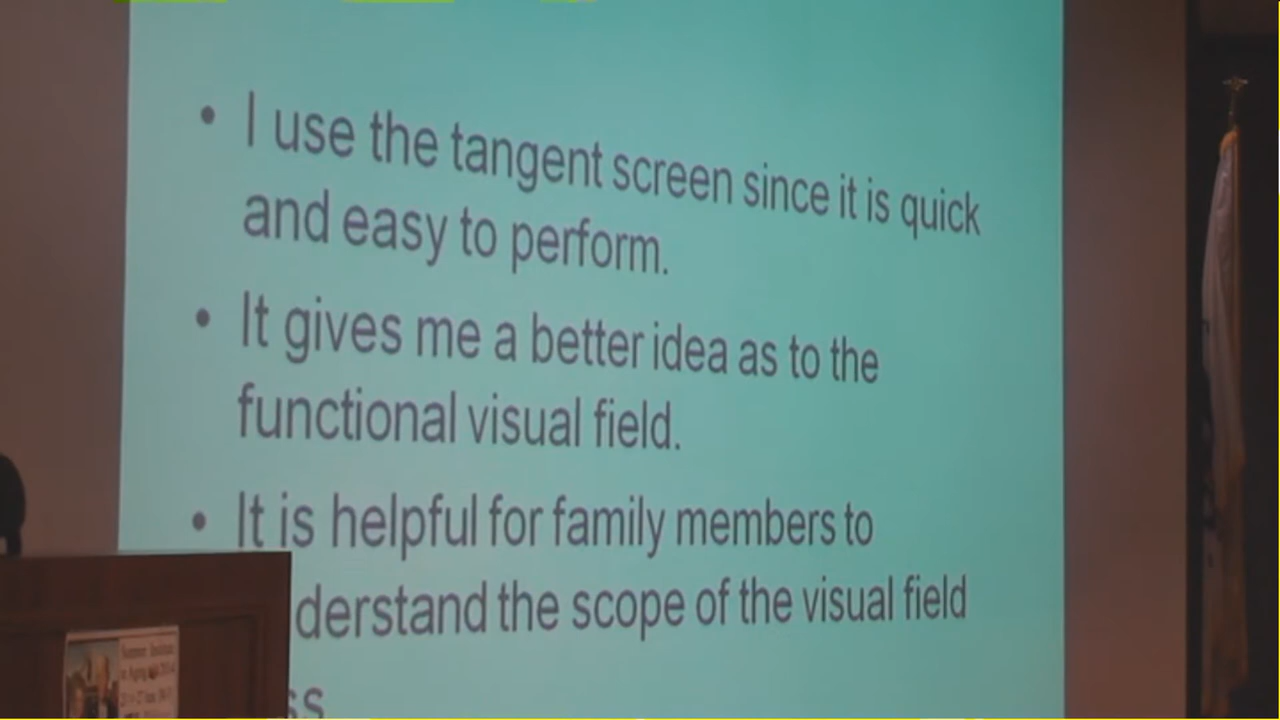 • I use the tangent screen since it is quick
and easy to perform.
• It gives me a better idea as to the
functional visual field.
• It is helpful for family members to
derstand the scope of the visual field
ss